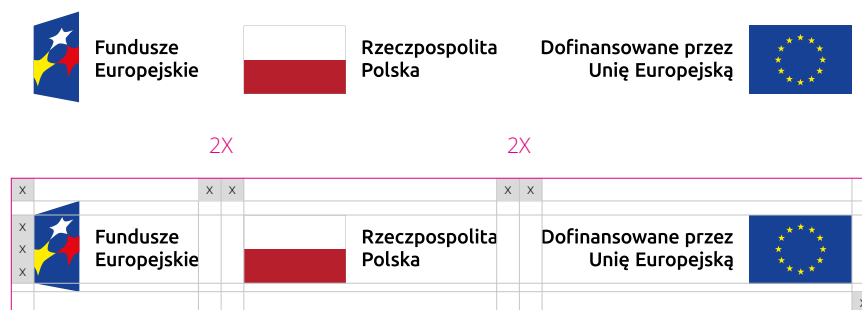 Fundusze
Europejskie
Rzeczpospolita
Polska
Dofinansowane przez
Unię Europejską
2X
2X
x
x x
x x
x
x
x
Fundusze
Europejskie
Rzeczpospolita
Polska
Dofinansowane przez
Unię Europejską
x